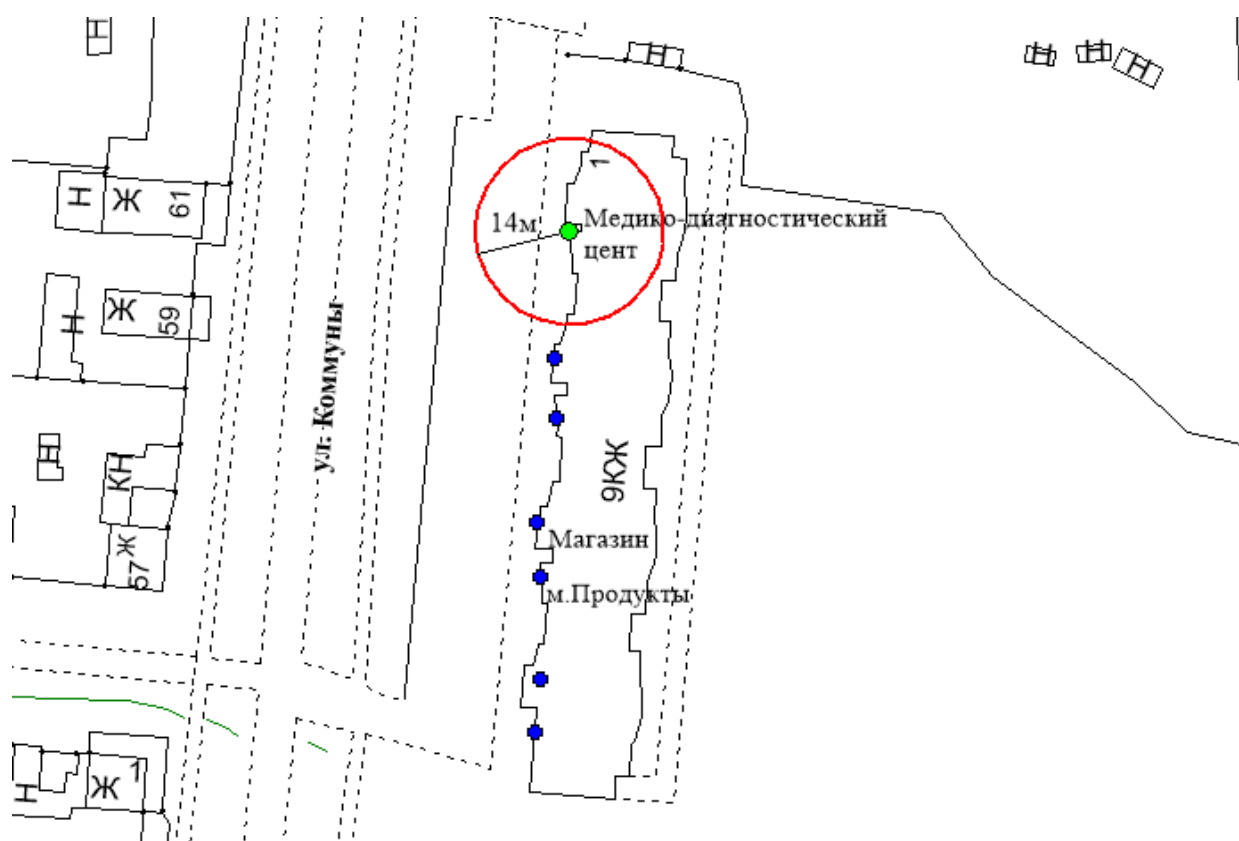 Н
Н
Н
Н
Н
Н
Ж
61
1
14м
Медико-диагностический
цент
Ж
59
Н
ул. Коммуны
Н
КН
9КЖ
Магазин
Ж
57
м.Продукты
Н
Ж
1